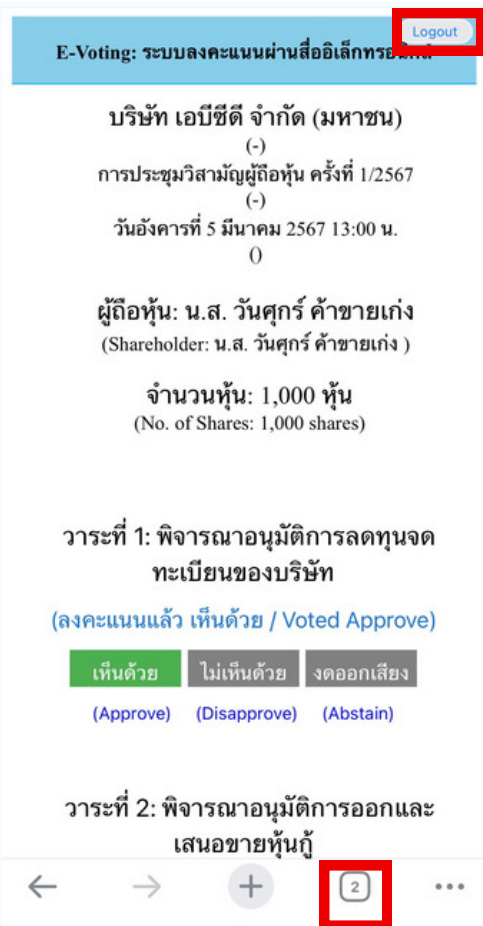 Logout
E-Voting: ระบบลงคะแนนผ่านสื่ออิเล็กทรอนิกส์
บริษัท เอบีซีดี จำกัด (มหาชน)
(-)
การประชุมวิสามัญผู้ถือหุ้น ครั้งที่ 1/2567
(-)
วันอังคารที่ 5 มีนาคม 2567 13:00 น.
()
ผู้ถือหุ้น: น.ส. วันศุกร์ ค้าขายเก่ง
(Shareholder: น.ส. วันศุกร์ ค้าขายเก่ง )
จำนวนหุ้น: 1,000 หุ้น
(No. of Shares: 1,000 shares)
วาระที่ 1: พิจารณาอนุมัติการลดทุนจด
ทะเบียนของบริษัท
(ลงคะแนนแล้ว เห็นด้วย / Voted Approve)
เห็นด้วย ไม่เห็นด้วย งดออกเสียง
(Approve) (Disapprove) (Abstain)
วาระที่ 2: พิจารณาอนุมัติการออกและ
เสนอขายหุ้นกู้
2